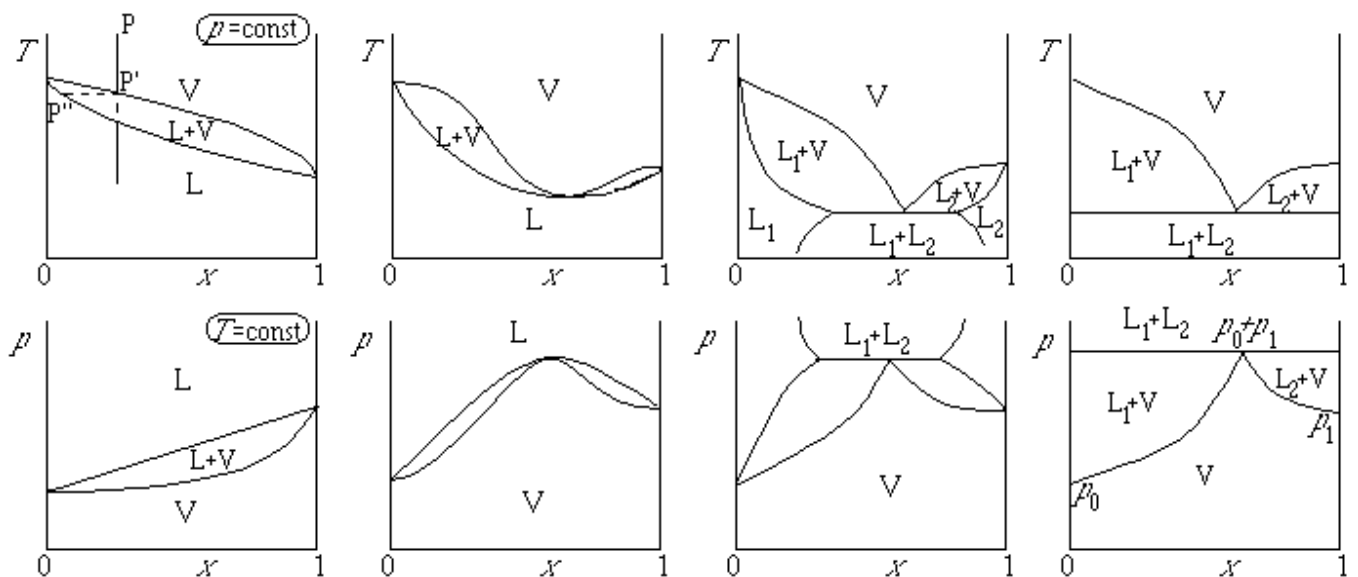 T P p=const
P' V
P'' L+V
L
0 x 1
T
V
L+V
L
0 x 1
T
V
L₁+V
L₂+V
L₁ L₁+L₂ L₂
0 x 1
T
V
L₁+V
L₂+V
L₁+L₂
0 x 1
p T=const
L
L+V
V
0 x 1
p
L
V
0 x 1
p
L₁+L₂
V
0 x 1
p
L₁+L₂ p₀+p₁
L₁+V L₂+V
p₁
p₀ V
0 x 1